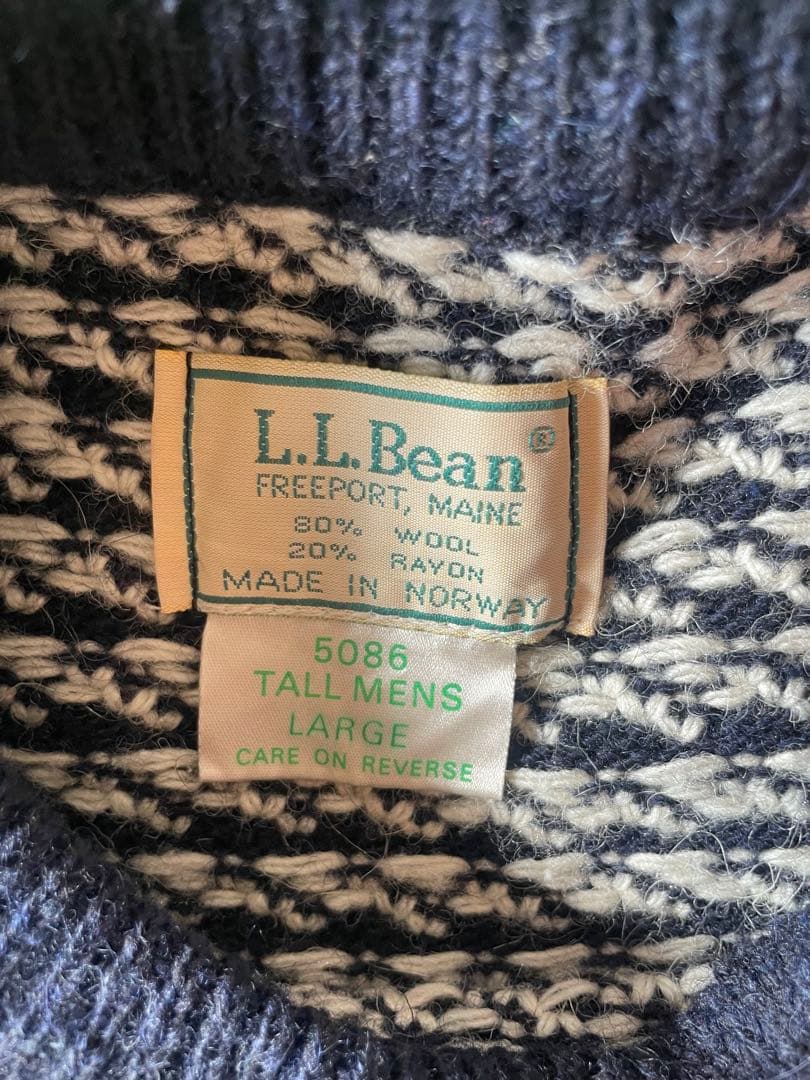 L.L.Bean®
FREEPORT, MAINE
80% WOOL
20% RAYON
MADE IN NORWAY
5086
TALL MENS
LARGE
CARE ON REVERSE